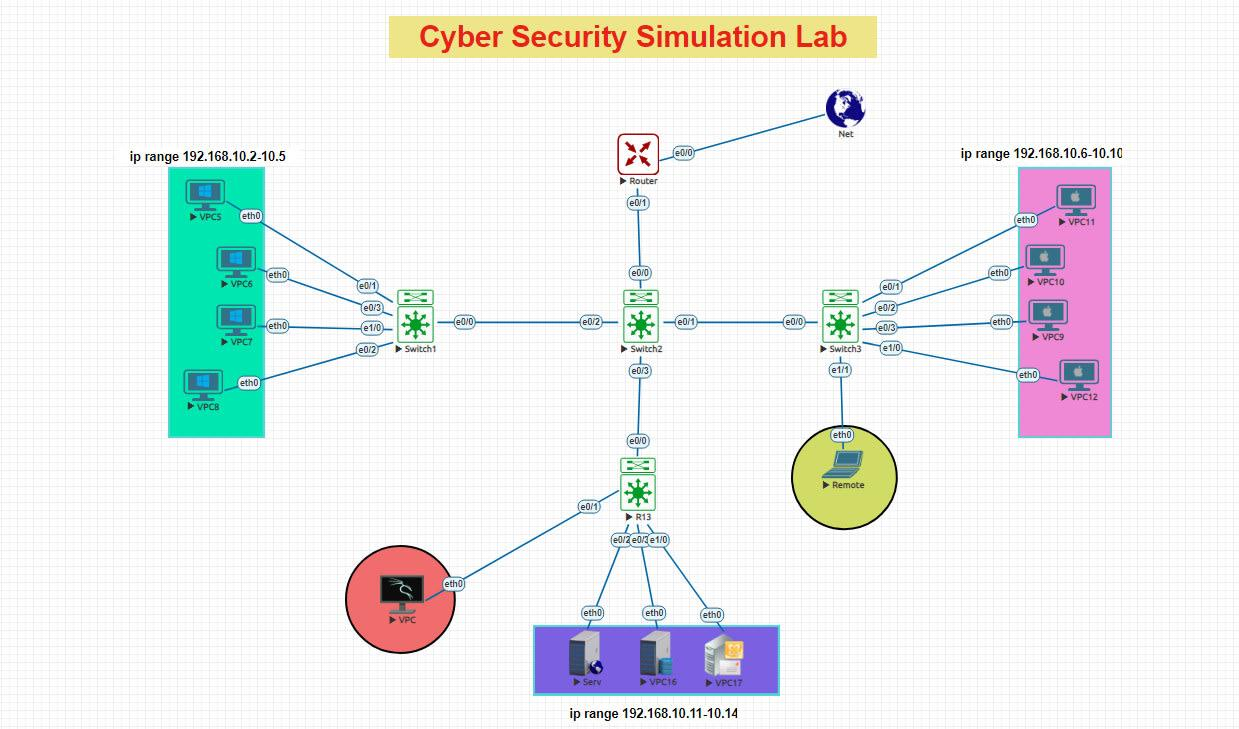 Cyber Security Simulation Lab
Net
ip range 192.168.10.2-10.5
e0/0
ip range 192.168.10.6-10.10
Router
VPC5
eth0
e0/1
eth0
VPC11
VPC6
eth0
e0/1
e0/3
e0/0
e0/1
e0/2
eth0
VPC10
VPC7
eth0
e1/0
e0/0
e0/2
e0/1
e0/0
e0/3
eth0
VPC9
e0/2
Switch1
Switch2
Switch3
e1/0
VPC8
eth0
e0/3
e1/1
eth0
VPC12
e0/0
eth0
Remote
e0/1
R13
e0/2
e0/3
e1/0
eth0
VPC
eth0
eth0
eth0
Serv
VPC16
VPC17
ip range 192.168.10.11-10.14